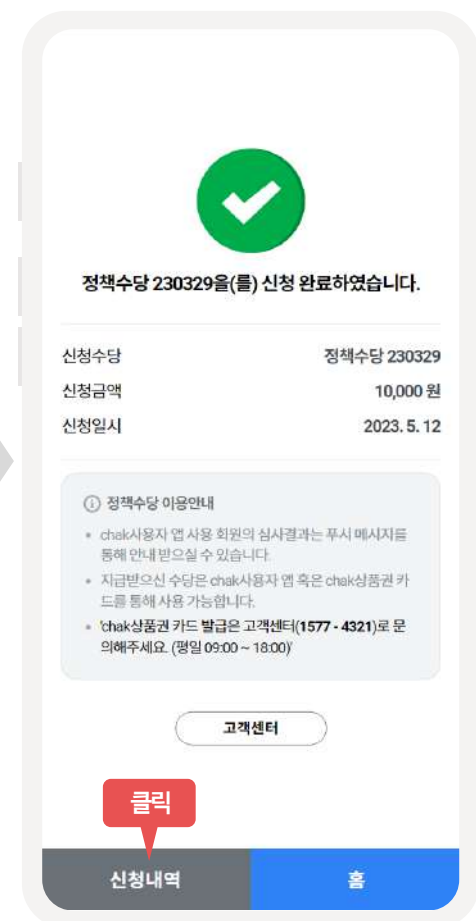 정책수당 230329을(를) 신청 완료하였습니다.
신청수당 정책수당 230329
신청금액 10,000 원
신청일시 2023. 5. 12
정책수당 이용안내
• chak사용자 앱 사용 회원의 심사결과는 푸시 메시지를
통해 안내 받으실 수 있습니다.
• 지급받으신 수당은 chak사용자 앱 혹은 chak상품권 카
드를 통해 사용 가능합니다.
• 'chak상품권 카드 발급은 고객센터(1577 - 4321)로 문
의해주세요. (평일 09:00 ~ 18:00)'
고객센터
클릭
신청내역 홈